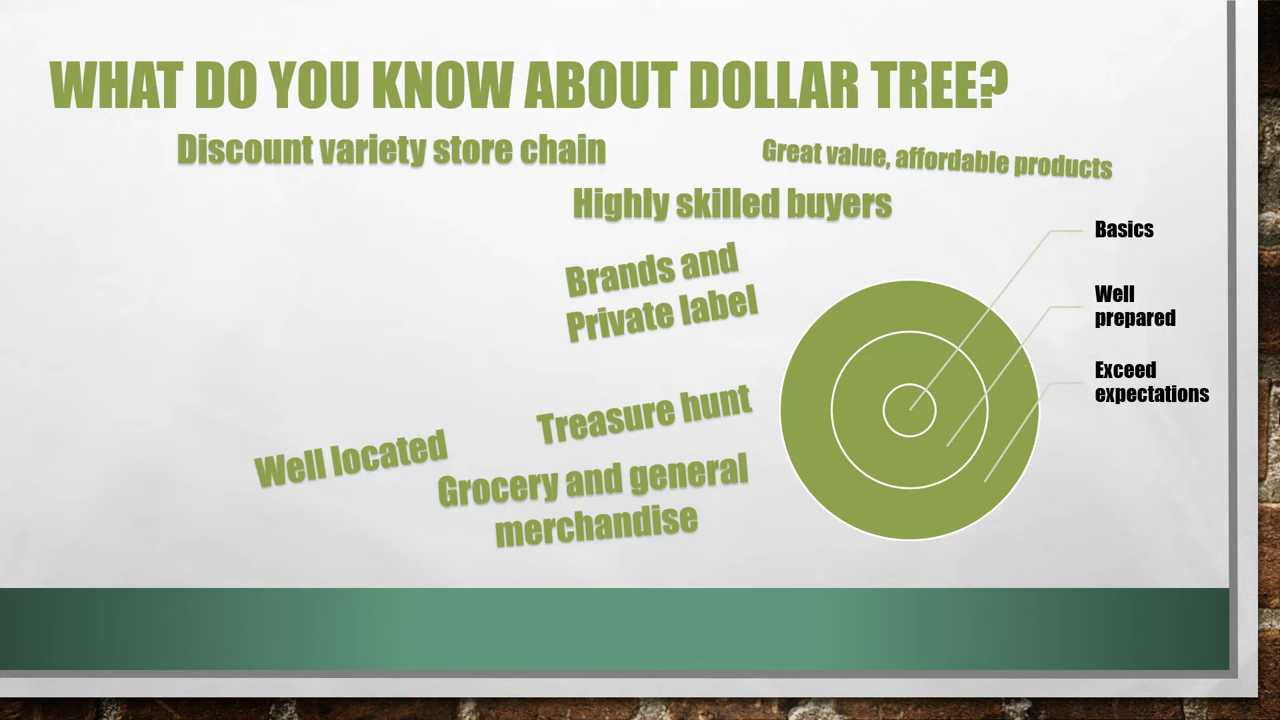 WHAT DO YOU KNOW ABOUT DOLLAR TREE?
Discount variety store chain
Great value, affordable products
Highly skilled buyers
Basics
Brands and
Private label
Well
prepared
Exceed
expectations
Treasure hunt
Well located
Grocery and general
merchandise